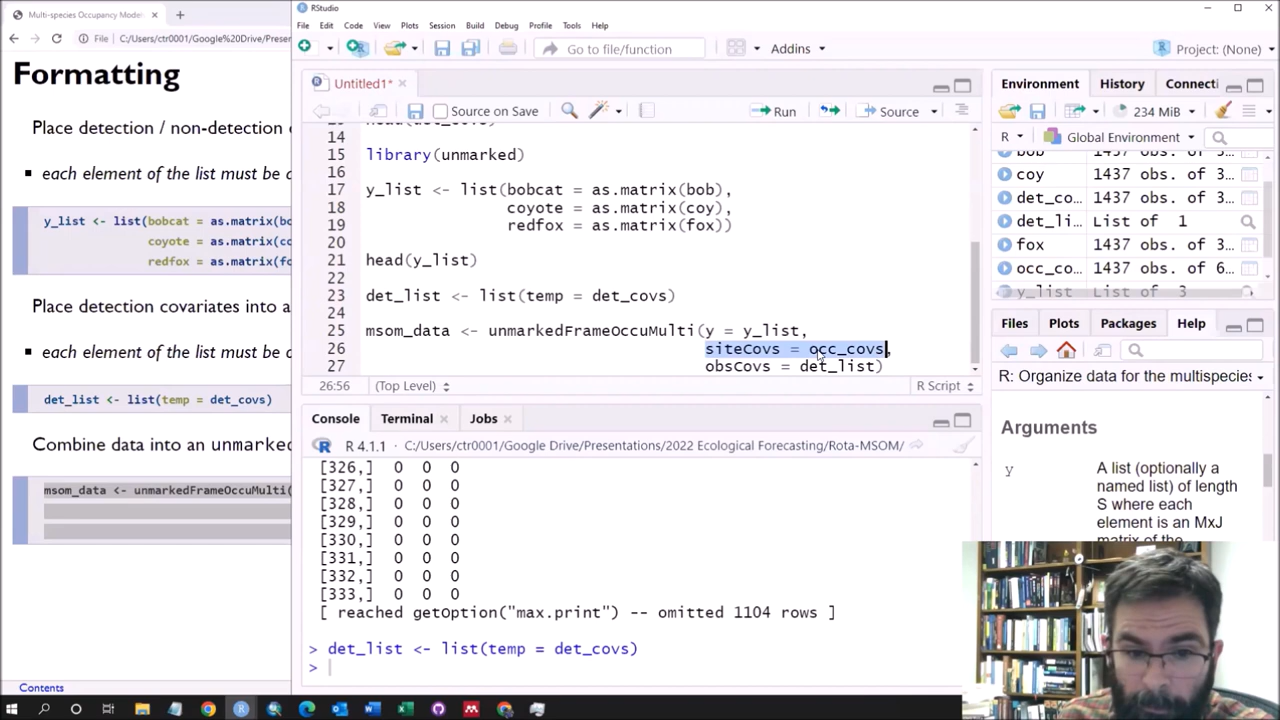 Multi-species Occupancy Mode
RStudio
File
C:/Users/ctr0001/Google%20Drive/Preser
File Edit Code View Plots Session Build Debug Profile Tools Help
Go to file/function
Addins
Project: (None)
Formatting
Place detection / non-detection
each element of the list must be
y_list <- list(bobcat = as.matrix(bo
coyote = as.matrix(co
redfox = as.matrix(fo
Place detection covariates into a
each element of the list must be
det_list <- list(temp = det_covs)
Combine data into an unmarked
msom_data <- unmarkedFrameOccuMulti(
Contents
Untitled1*
Source on Save
Run
Source
14
15 library(unmarked)
16
17 y_list <- list(bobcat = as.matrix(bob),
18 coyote = as.matrix(coy),
19 redfox = as.matrix(fox))
20
21 head(y_list)
22
23 det_list <- list(temp = det_covs)
24
25 msom_data <- unmarkedFrameOccuMulti(y = y_list,
26 siteCovs = occ_covs,
27 obsCovs = det_list)
26:56 (Top Level) R Script
Console Terminal Jobs
R 4.1.1 · C:/Users/ctr0001/Google Drive/Presentations/2022 Ecological Forecasting/Rota-MSOM/
[326,] 0 0 0
[327,] 0 0 0
[328,] 0 0 0
[329,] 0 0 0
[330,] 0 0 0
[331,] 0 0 0
[332,] 0 0 0
[333,] 0 0 0
[ reached getOption("max.print") -- omitted 1104 rows ]
> det_list <- list(temp = det_covs)
>
Environment History Connecti
234 MiB
R Global Environment
bob 1437 obs. of 3…
coy 1437 obs. of 3…
det_co… 1437 obs. of 3…
det_li… List of 1
fox 1437 obs. of 3…
occ_co… 1437 obs. of 6…
y_list List of 3
Files Plots Packages Help
R: Organize data for the multispecies
Arguments
y A list (optionally a
named list) of length
S where each
element is an MxJ
matrix of the